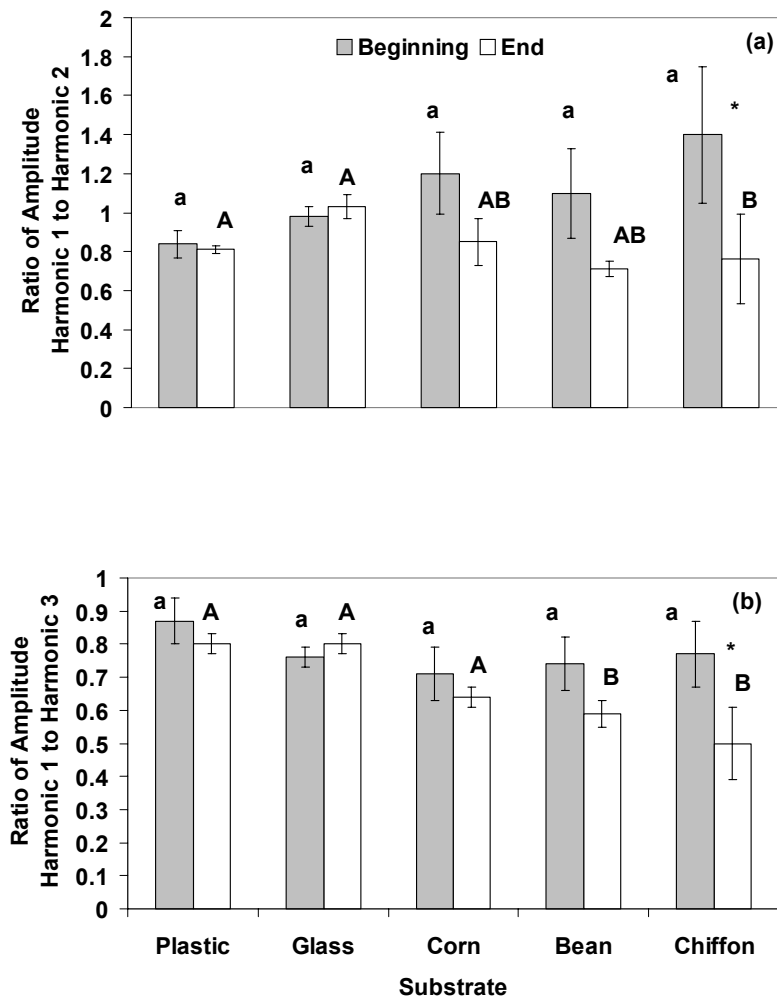 2
1.8
1.6
1.4
1.2
1
0.8
0.6
0.4
0.2
0
Ratio of Amplitude
Harmonic 1 to Harmonic 2
Beginning End
(a)
a A
a A
a AB
a AB
a * B
1
0.9
0.8
0.7
0.6
0.5
0.4
0.3
0.2
0.1
0
Ratio of Amplitude
Harmonic 1 to Harmonic 3
(b)
a A
a A
a A
a B
a * B
Plastic Glass Corn Bean Chiffon
Substrate